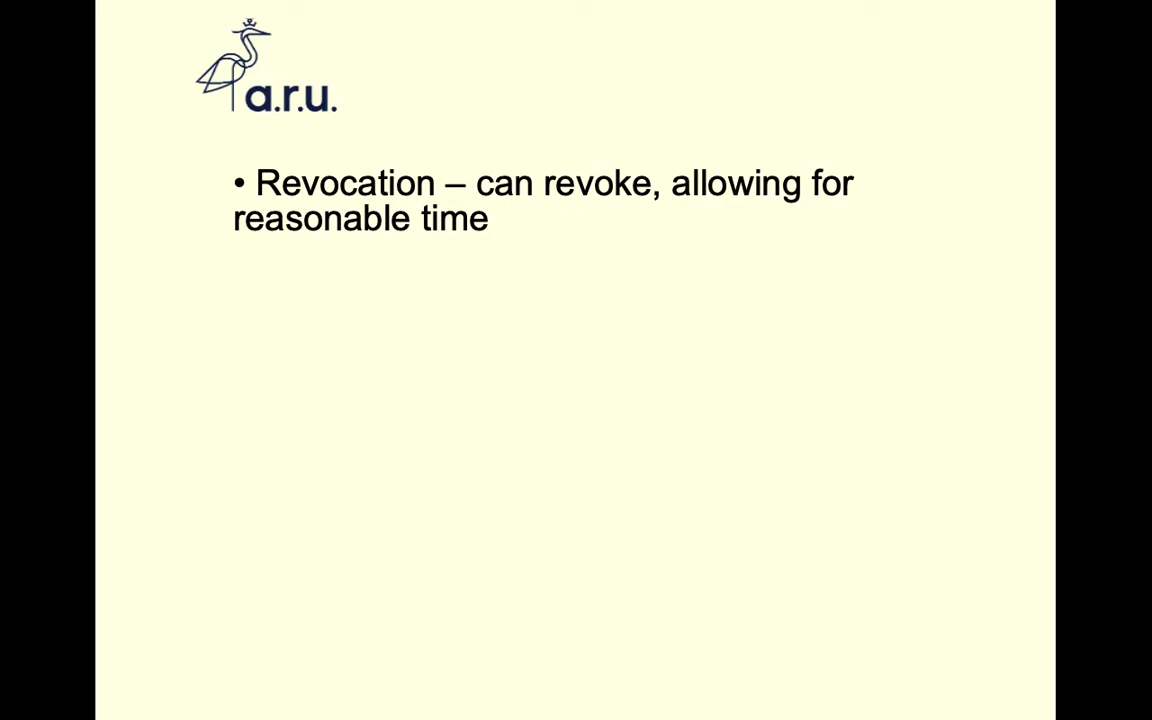 a.r.u.
• Revocation – can revoke, allowing for
reasonable time